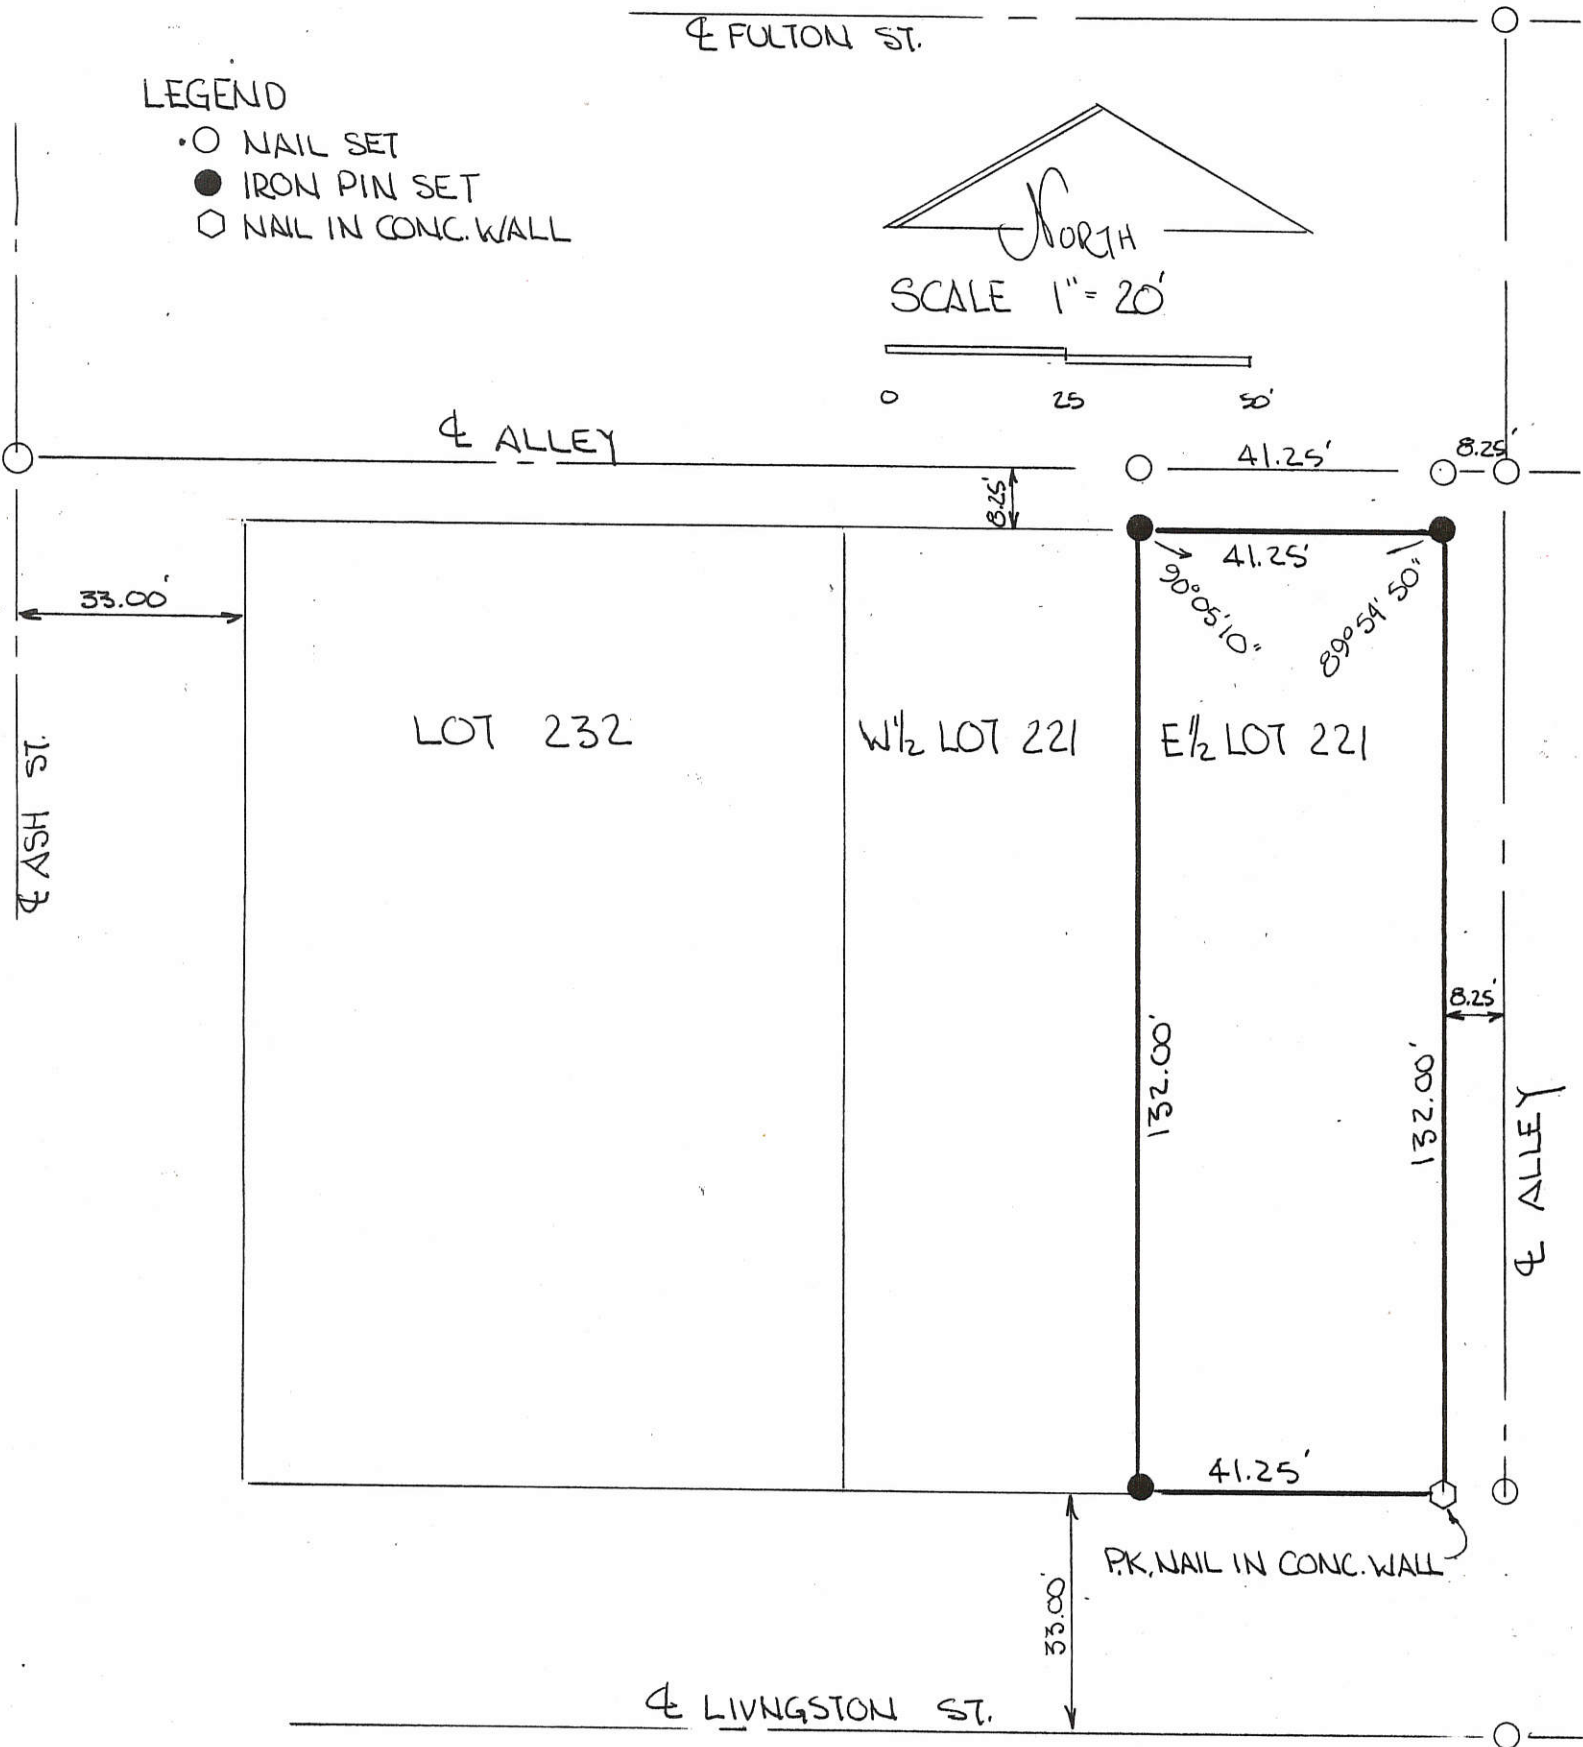 ℄ FULTON ST.
LEGEND
○ NAIL SET
● IRON PIN SET
⬡ NAIL IN CONC. WALL
NORTH
SCALE 1" = 20'
0 25 50'
℄ ALLEY
41.25'
8.25'
8.25'
41.25'
90°05'10"
89°54'50"
33.00'
LOT 232
W½ LOT 221
E½ LOT 221
℄ ASH ST.
8.25'
132.00'
132.00'
℄ ALLEY
41.25'
P.K. NAIL IN CONC. WALL
33.00'
℄ LIVNGSTON ST.